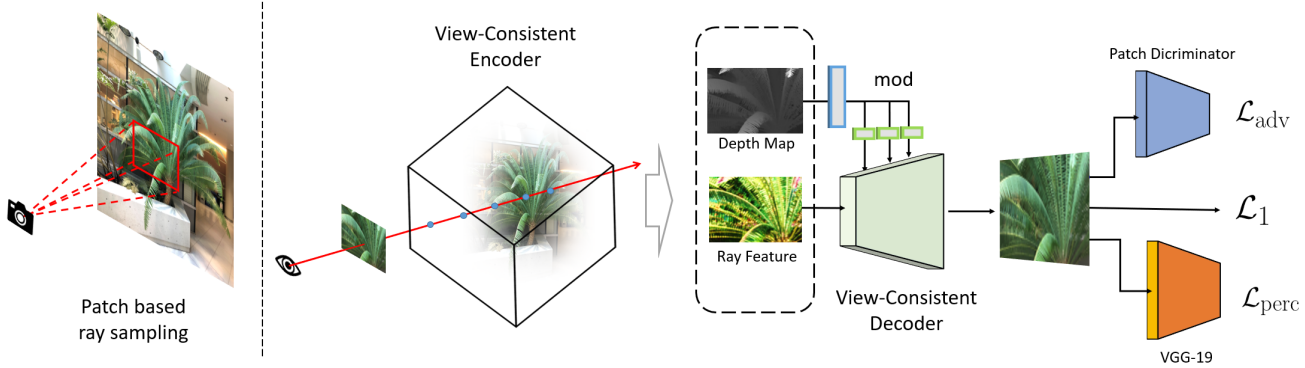 Patch based
ray sampling
View-Consistent
Encoder
Depth Map
Ray Feature
mod
View-Consistent
Decoder
Patch Dicriminator
ℒadv
ℒ1
ℒperc
VGG-19